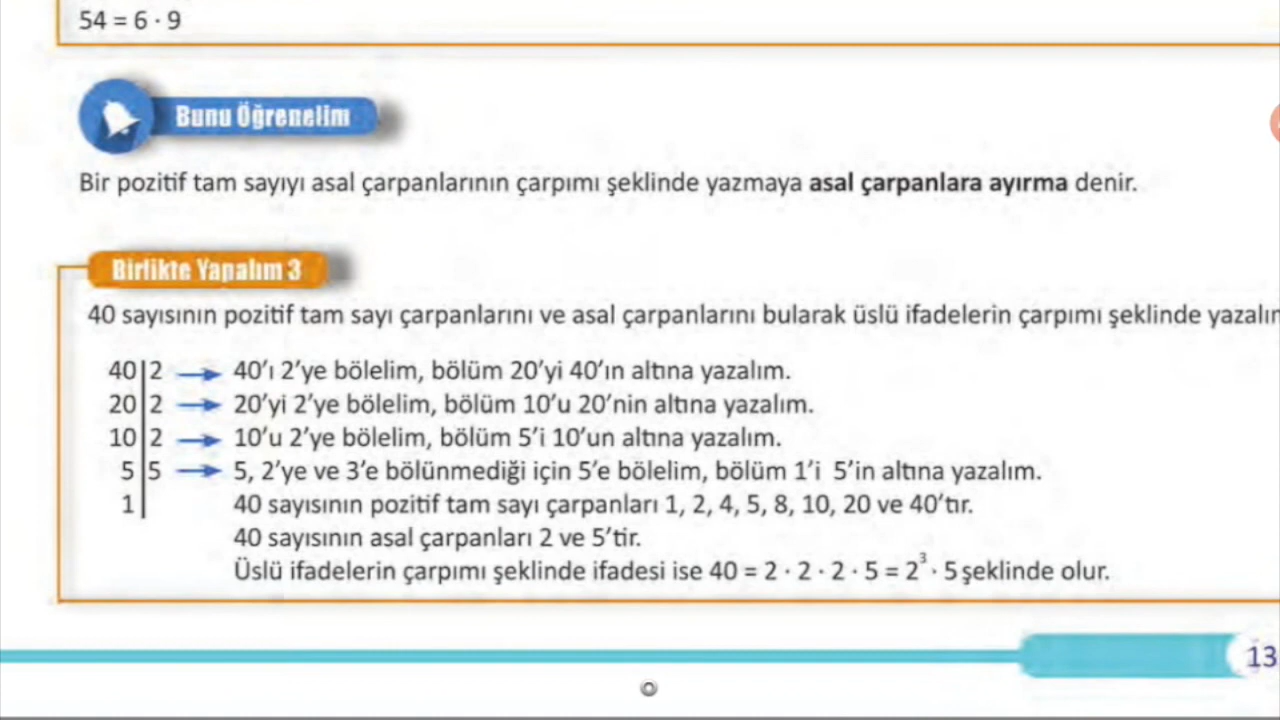 54 = 6 · 9
Bunu Öğrenelim
Bir pozitif tam sayıyı asal çarpanlarının çarpımı şeklinde yazmaya asal çarpanlara ayırma denir.
Birlikte Yapalım 3
40 sayısının pozitif tam sayı çarpanlarını ve asal çarpanlarını bularak üslü ifadelerin çarpımı şeklinde
40 | 2 → 40’ı 2’ye bölelim, bölüm 20’yi 40’ın altına yazalım.
20 | 2 → 20’yi 2’ye bölelim, bölüm 10’u 20’nin altına yazalım.
10 | 2 → 10’u 2’ye bölelim, bölüm 5’i 10’un altına yazalım.
5 | 5 → 5, 2’ye ve 3’e bölünmediği için 5’e bölelim, bölüm 1’i 5’in altına yazalım.
1 | 40 sayısının pozitif tam sayı çarpanları 1, 2, 4, 5, 8, 10, 20 ve 40’tır.
40 sayısının asal çarpanları 2 ve 5’tir.
Üslü ifadelerin çarpımı şeklinde ifadesi ise 40 = 2 · 2 · 2 · 5 = 2³ · 5 şeklinde olur.
13